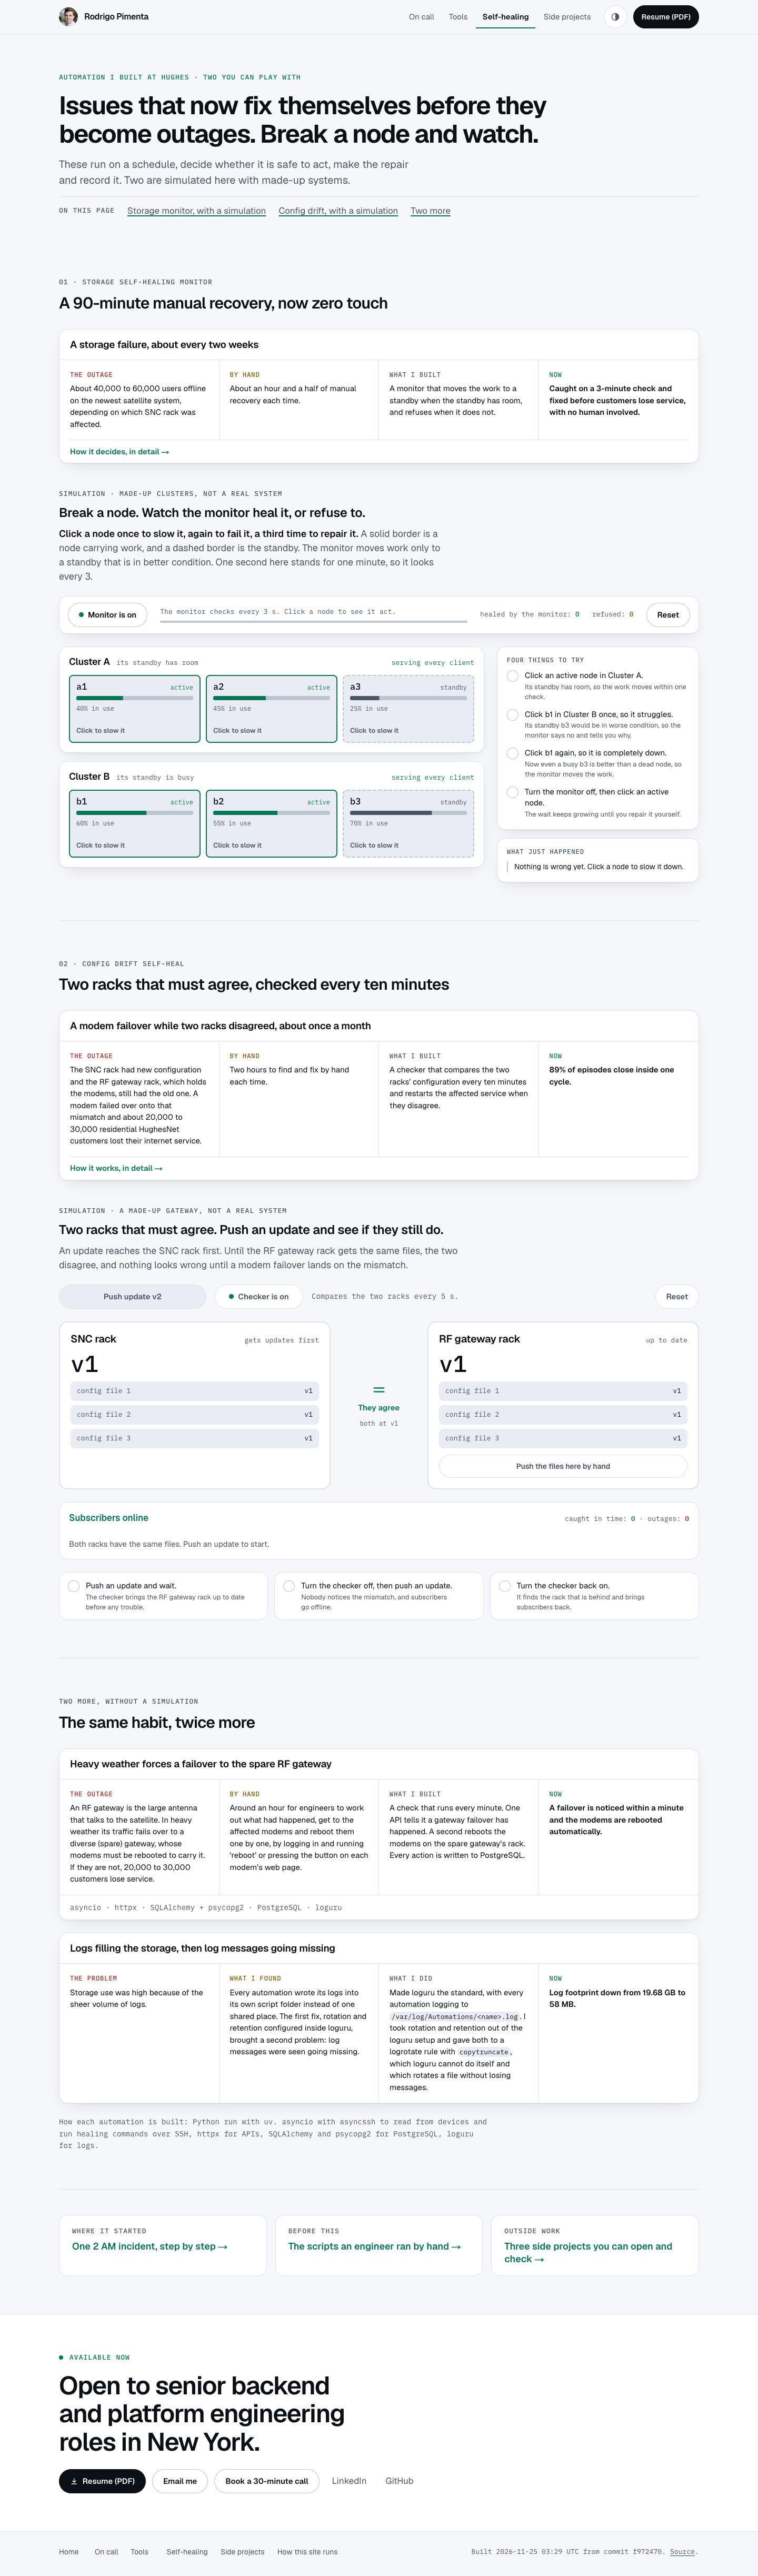 Rodrigo Pimenta
On call
Tools
Self-healing
Side projects
Resume (PDF)
AUTOMATION I BUILT AT HUGHES · TWO YOU CAN PLAY WITH
Issues that now fix themselves before they
become outages. Break a node and watch.
These run on a schedule, decide whether it is safe to act, make the repair
and record it. Two are simulated here with made-up systems.
ON THIS PAGE
Storage monitor, with a simulation
Config drift, with a simulation
Two more
01 · STORAGE SELF-HEALING MONITOR
A 90-minute manual recovery, now zero touch
A storage failure, about every two weeks
THE OUTAGE
About 40,000 to 60,000 users offline
on the newest satellite system,
depending on which SNC rack was
affected.
BY HAND
About an hour and a half of manual
recovery each time.
WHAT I BUILT
A monitor that moves the work to a
standby when the standby has room,
and refuses when it does not.
NOW
Caught on a 3-minute check and
fixed before customers lose service,
with no human involved.
How it decides, in detail →
SIMULATION · MADE-UP CLUSTERS, NOT A REAL SYSTEM
Break a node. Watch the monitor heal it, or refuse to.
Click a node once to slow it, again to fail it, a third time to repair it. A solid border is a
node carrying work, and a dashed border is the standby. The monitor moves work only to
a standby that is in better condition. One second here stands for one minute, so it looks
every 3.
Monitor is on
The monitor checks every 3 s. Click a node to see it act.
healed by the monitor: 0
refused: 0
Reset
Cluster A its standby has room
serving every client
a1 active
40% in use
Click to slow it
a2 active
45% in use
Click to slow it
a3 standby
25% in use
Click to slow it
Cluster B its standby is busy
serving every client
b1 active
60% in use
Click to slow it
b2 active
55% in use
Click to slow it
b3 standby
70% in use
Click to slow it
FOUR THINGS TO TRY
Click an active node in Cluster A.
Its standby has room, so the work moves within one
check.
Click b1 in Cluster B once, so it struggles.
Its standby b3 would be in worse condition, so the
monitor says no and tells you why.
Click b1 again, so it is completely down.
Now even a busy b3 is better than a dead node, so
the monitor moves the work.
Turn the monitor off, then click an active
node.
The wait keeps growing until you repair it yourself.
WHAT JUST HAPPENED
Nothing is wrong yet. Click a node to slow it down.
02 · CONFIG DRIFT SELF-HEAL
Two racks that must agree, checked every ten minutes
A modem failover while two racks disagreed, about once a month
THE OUTAGE
The SNC rack had new configuration
and the RF gateway rack, which holds
the modems, still had the old one. A
modem failed over onto that
mismatch and about 20,000 to
30,000 residential HughesNet
customers lost their internet service.
BY HAND
Two hours to find and fix by hand
each time.
WHAT I BUILT
A checker that compares the two
racks' configuration every ten minutes
and restarts the affected service when
they disagree.
NOW
89% of episodes close inside one
cycle.
How it works, in detail →
SIMULATION · A MADE-UP GATEWAY, NOT A REAL SYSTEM
Two racks that must agree. Push an update and see if they still do.
An update reaches the SNC rack first. Until the RF gateway rack gets the same files, the two
disagree, and nothing looks wrong until a modem failover lands on the mismatch.
Push update v2
Checker is on
Compares the two racks every 5 s.
Reset
SNC rack
gets updates first
v1
config file 1 v1
config file 2 v1
config file 3 v1
=
They agree
both at v1
RF gateway rack
up to date
v1
config file 1 v1
config file 2 v1
config file 3 v1
Push the files here by hand
Subscribers online
caught in time: 0 · outages: 0
Both racks have the same files. Push an update to start.
Push an update and wait.
The checker brings the RF gateway rack up to date
before any trouble.
Turn the checker off, then push an update.
Nobody notices the mismatch, and subscribers
go offline.
Turn the checker back on.
It finds the rack that is behind and brings
subscribers back.
TWO MORE, WITHOUT A SIMULATION
The same habit, twice more
Heavy weather forces a failover to the spare RF gateway
THE OUTAGE
An RF gateway is the large antenna
that talks to the satellite. In heavy
weather its traffic fails over to a
diverse (spare) gateway, whose
modems must be rebooted to carry it.
If they are not, 20,000 to 30,000
customers lose service.
BY HAND
Around an hour for engineers to work
out what had happened, get to the
affected modems and reboot them
one by one, by logging in and running
'reboot' or pressing the button on each
modem's web page.
WHAT I BUILT
A check that runs every minute. One
API tells it a gateway failover has
happened. A second reboots the
modems on the spare gateway's rack.
Every action is written to PostgreSQL.
NOW
A failover is noticed within a minute
and the modems are rebooted
automatically.
asyncio · httpx · SQLAlchemy + psycopg2 · PostgreSQL · loguru
Logs filling the storage, then log messages going missing
THE PROBLEM
Storage use was high because of the
sheer volume of logs.
WHAT I FOUND
Every automation wrote its logs into
its own script folder instead of one
shared place. The first fix, rotation and
retention configured inside loguru,
brought a second problem: log
messages were seen going missing.
WHAT I DID
Made loguru the standard, with every
automation logging to
/var/log/Automations/<name>.log. I
took rotation and retention out of the
loguru setup and gave both to a
logrotate rule with copytruncate,
which loguru cannot do itself and
which rotates a file without losing
messages.
NOW
Log footprint down from 19.68 GB to
58 MB.
How each automation is built: Python run with uv. asyncio with asyncssh to read from devices and
run healing commands over SSH, httpx for APIs, SQLAlchemy and psycopg2 for PostgreSQL, loguru
for logs.
WHERE IT STARTED
One 2 AM incident, step by step →
BEFORE THIS
The scripts an engineer ran by hand →
OUTSIDE WORK
Three side projects you can open and
check →
AVAILABLE NOW
Open to senior backend
and platform engineering
roles in New York.
Resume (PDF)
Email me
Book a 30-minute call
LinkedIn
GitHub
Home
On call
Tools
Self-healing
Side projects
How this site runs
Built 2026-11-25 03:29 UTC from commit f972470. Source.